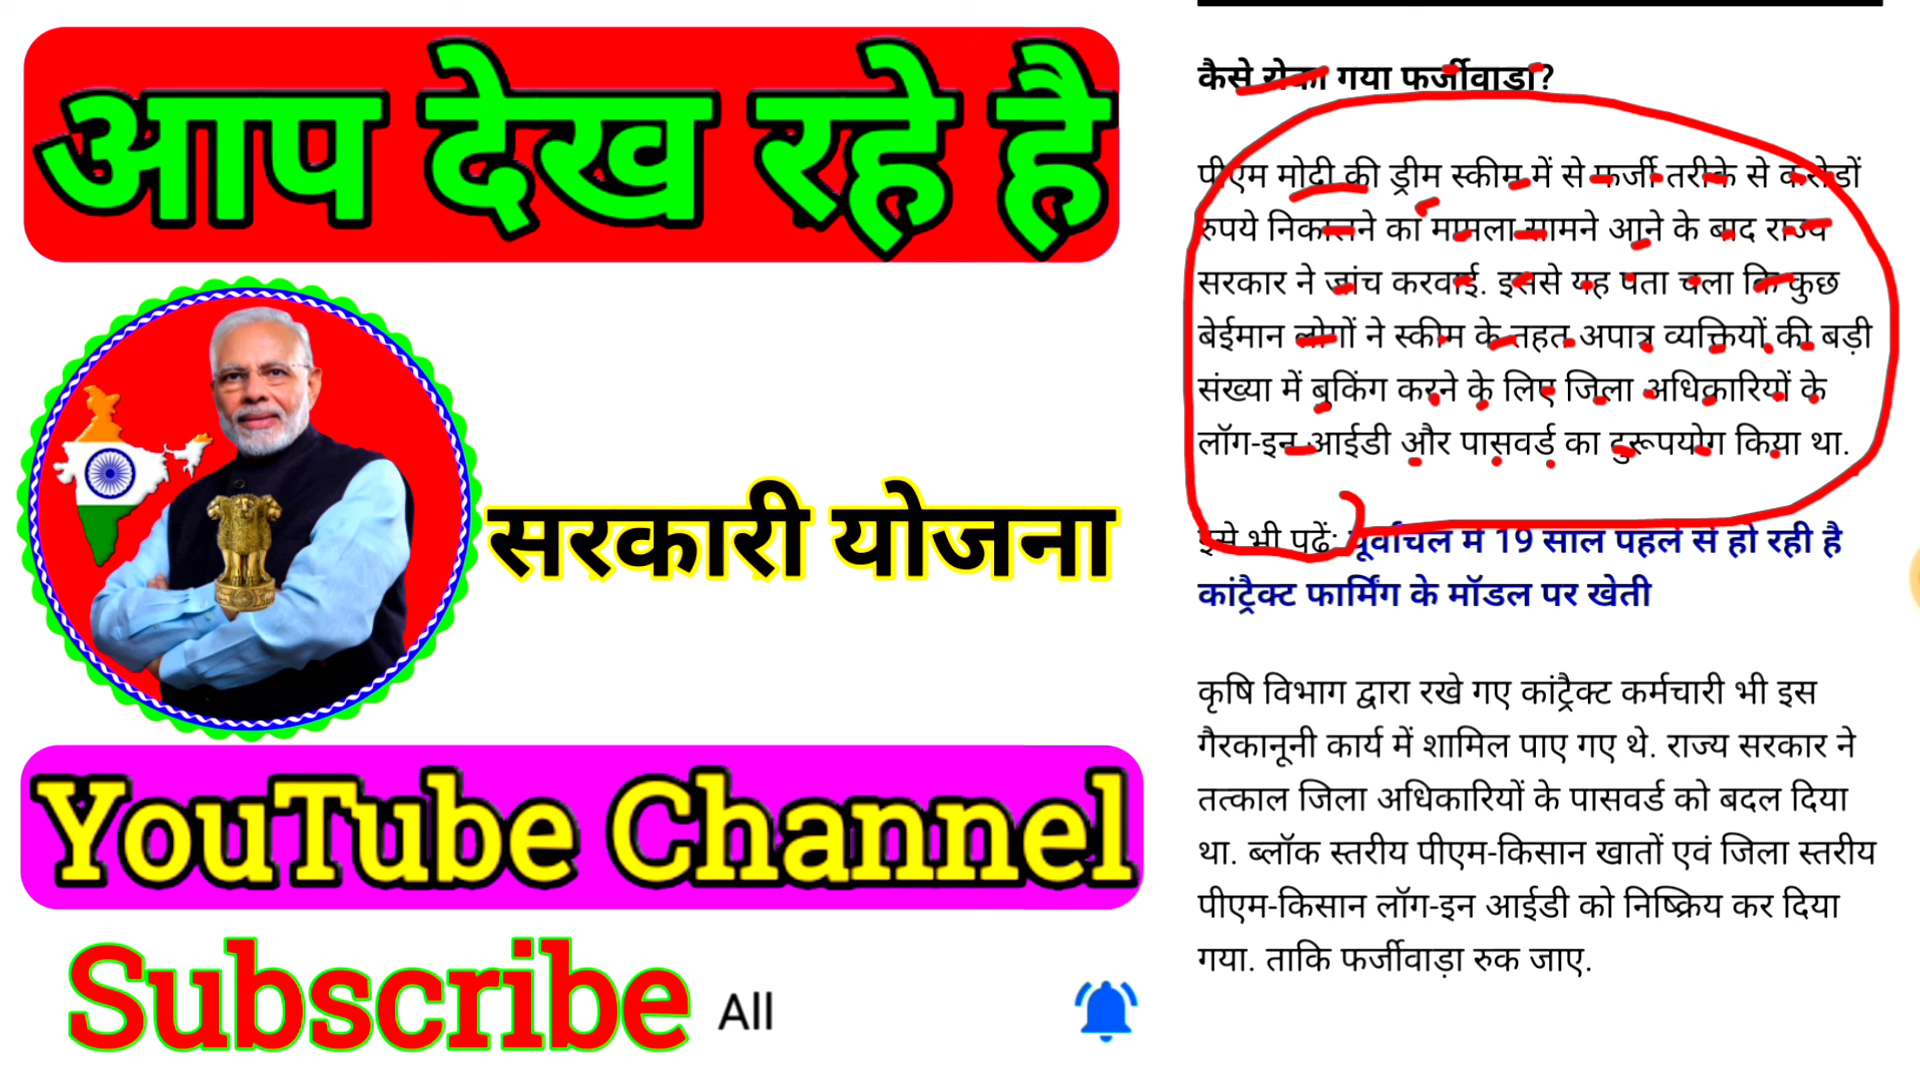 आप देख रहे है
सरकारी योजना
YouTube Channel
Subscribe All
कैसे रोका गया फर्जीवाडा?
पीएम मोदी की ड्रीम स्कीम में से फर्जी तरीके से करोडों
रुपये निकालने का मामला सामने आने के बाद राज्य
सरकार ने जांच करवाई. इससे यह पता चला कि कुछ
बेईमान लोगों ने स्कीम के तहत अपात्र व्यक्तियों की बड़ी
संख्या में बुकिंग करने के लिए जिला अधिकारियों के
लॉग-इन आईडी और पासवर्ड का दुरूपयोग किया था.
इसे भी पढ़ें: पूर्वांचल में 19 साल पहले से हो रही है
कांट्रैक्ट फार्मिंग के मॉडल पर खेती
कृषि विभाग द्वारा रखे गए कांट्रैक्ट कर्मचारी भी इस
गैरकानूनी कार्य में शामिल पाए गए थे. राज्य सरकार ने
तत्काल जिला अधिकारियों के पासवर्ड को बदल दिया
था. ब्लॉक स्तरीय पीएम-किसान खातों एवं जिला स्तरीय
पीएम-किसान लॉग-इन आईडी को निष्क्रिय कर दिया
गया. ताकि फर्जीवाड़ा रुक जाए.